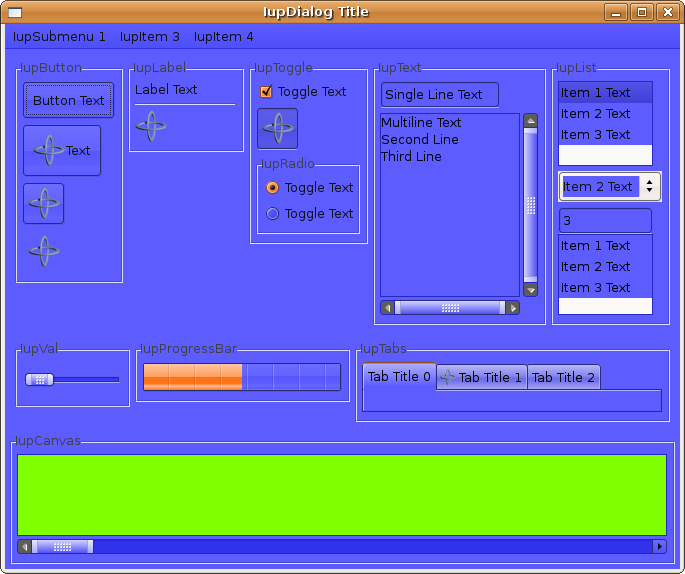 IupDialog Title
IupSubmenu 1 IupItem 3 IupItem 4
IupButton
Button Text
Text
IupLabel
Label Text
IupToggle
Toggle Text
IupRadio
Toggle Text
Toggle Text
IupText
Single Line Text
Multiline Text
Second Line
Third Line
IupList
Item 1 Text
Item 2 Text
Item 3 Text
Item 2 Text
3
Item 1 Text
Item 2 Text
Item 3 Text
IupVal
IupProgressBar
IupTabs
Tab Title 0 Tab Title 1 Tab Title 2
IupCanvas